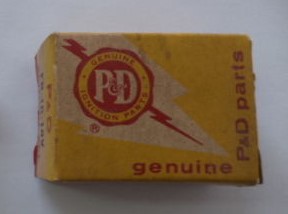 GENUINE
P&D
IGNITION PARTS
®
genuine
P&D parts